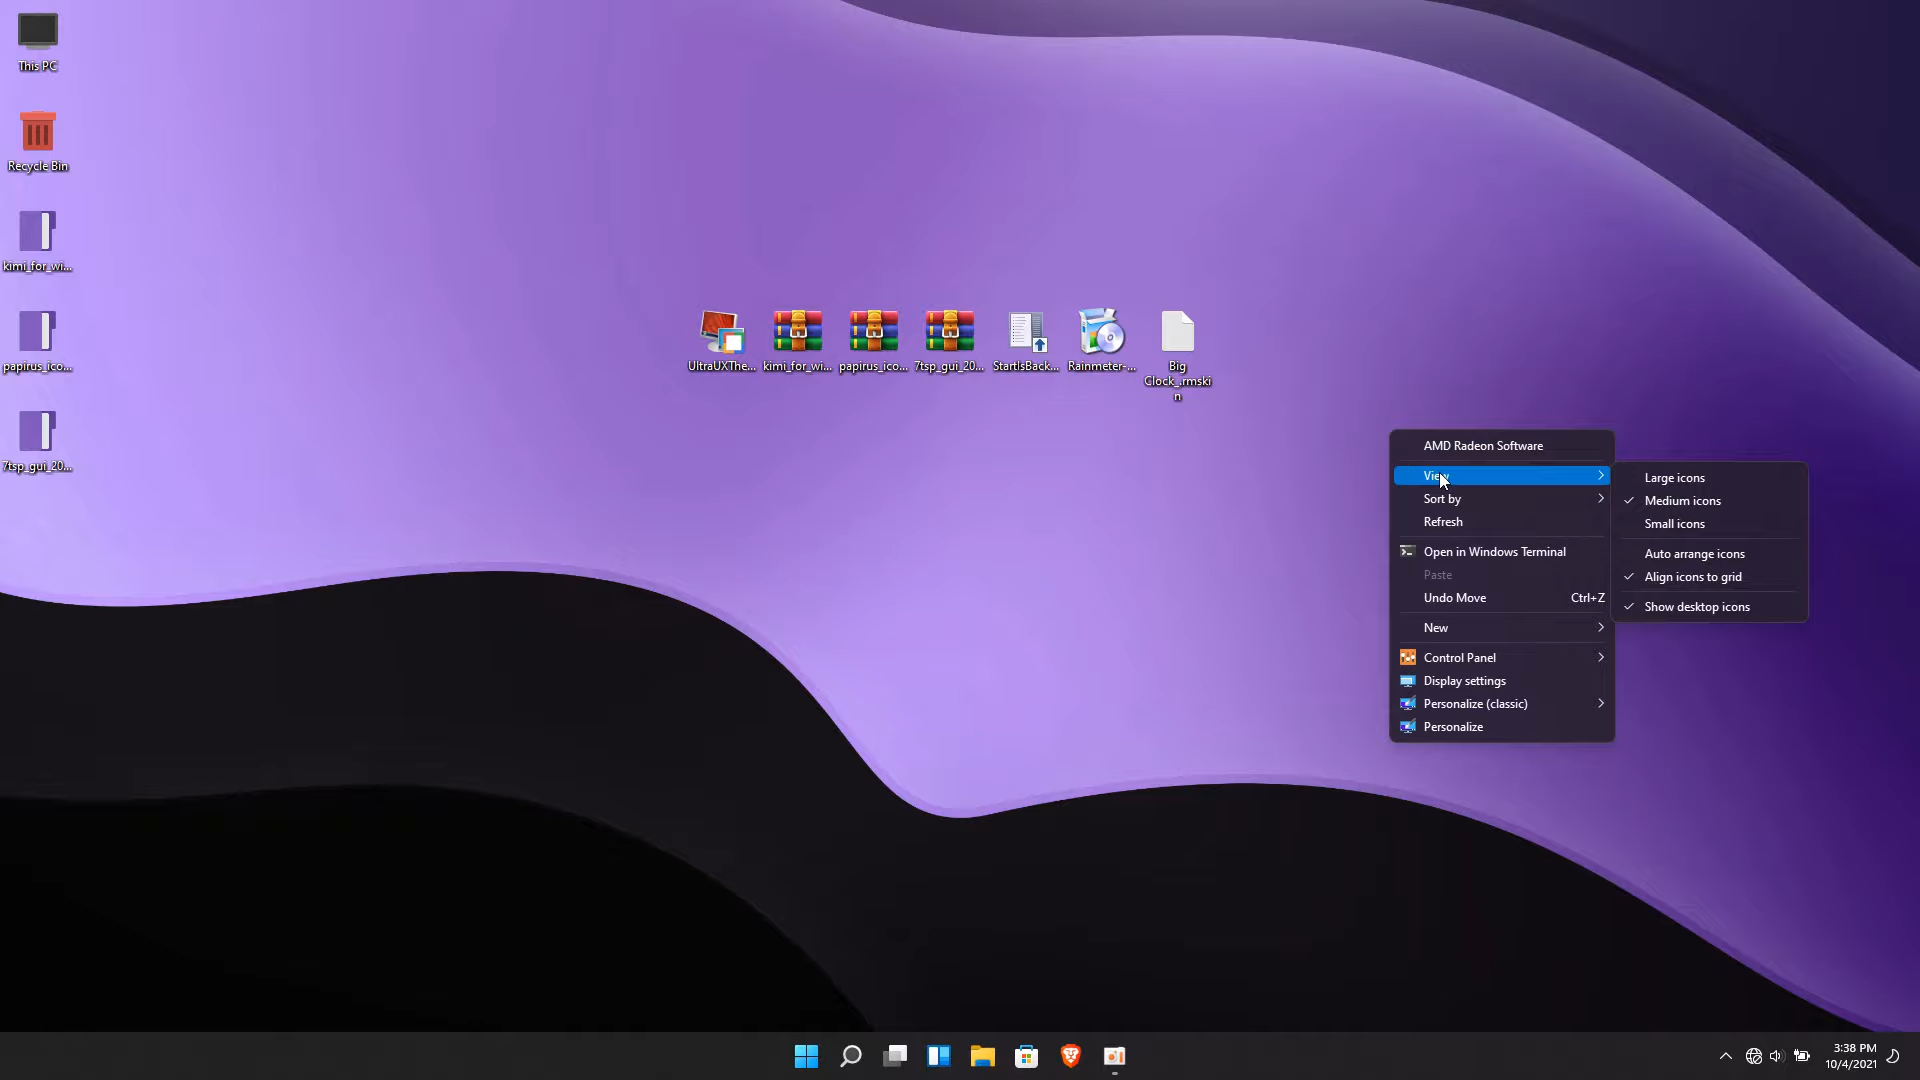 This PC
Recycle Bin
kimi_for_wi...
papirus_ico...
7tsp_gui_20...
UltraUXThe...
kimi_for_wi...
papirus_ico...
7tsp_gui_20...
StartIsBack...
Rainmeter-...
Big
Clock_.rmski
n
AMD Radeon Software
View
Sort by
Refresh
Open in Windows Terminal
Paste
Undo Move Ctrl+Z
New
Control Panel
Display settings
Personalize (classic)
Personalize
Large icons
Medium icons
Small icons
Auto arrange icons
Align icons to grid
Show desktop icons
3:38 PM
10/4/2021